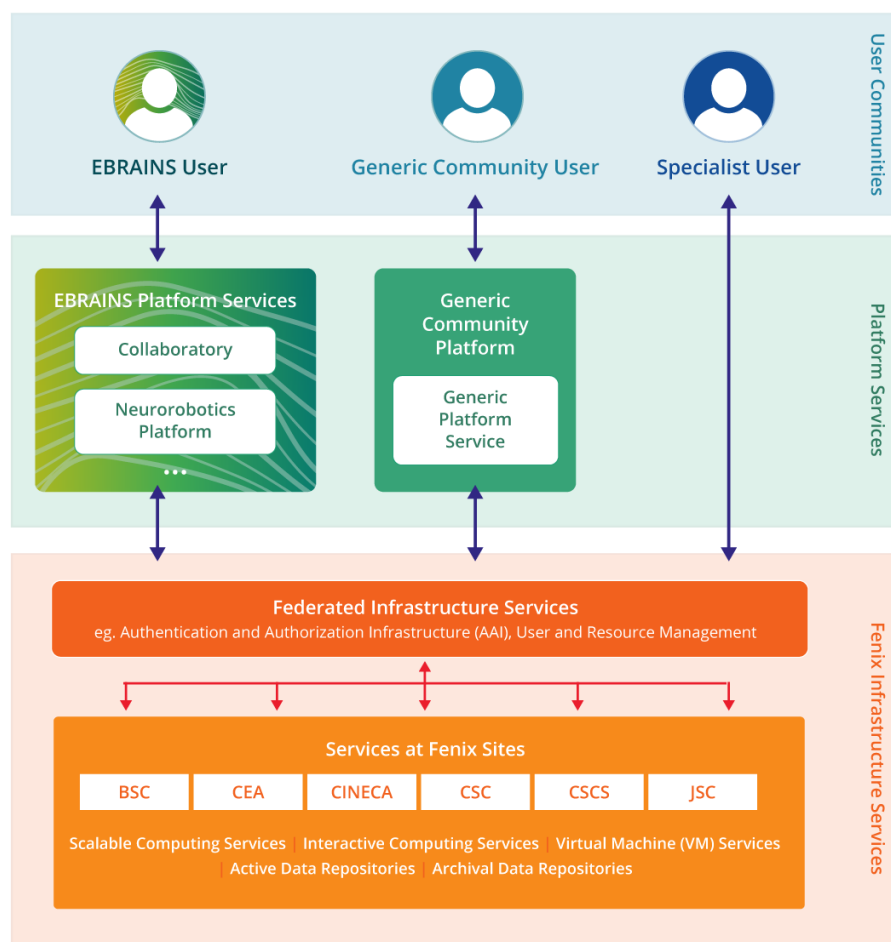 User Communities
EBRAINS User
Generic Community User
Specialist User
Platform Services
EBRAINS Platform Services
Collaboratory
Neurorobotics
Platform
...
Generic
Community
Platform
Generic
Platform
Service
Fenix Infrastructure Services
Federated Infrastructure Services
eg. Authentication and Authorization Infrastructure (AAI), User and Resource Management
Services at Fenix Sites
BSC CEA CINECA CSC CSCS JSC
Scalable Computing Services | Interactive Computing Services | Virtual Machine (VM) Services
| Active Data Repositories | Archival Data Repositories